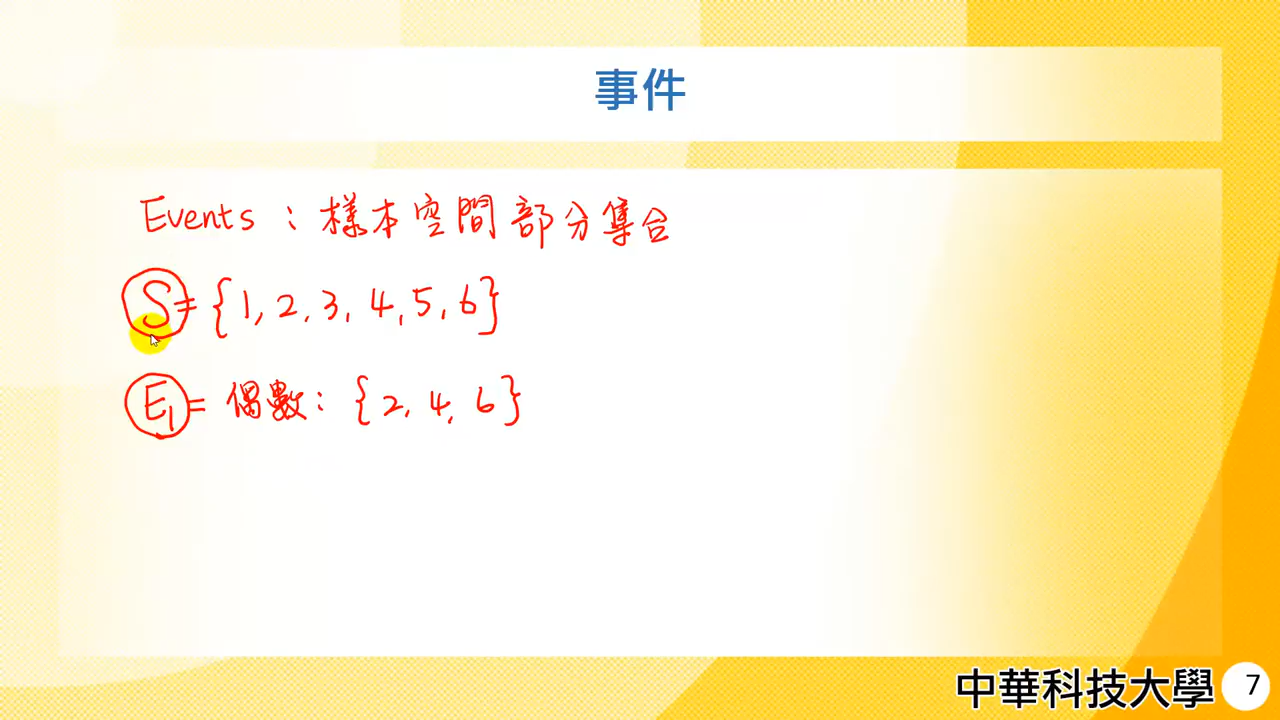 事件
Events：樣本空間部分集合
S = {1, 2, 3, 4, 5, 6}
E₁ = 偶數：{2, 4, 6}
中華科技大學 7